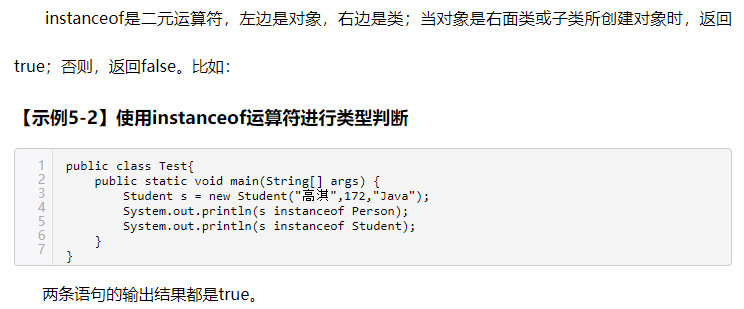 instanceof是二元运算符，左边是对象，右边是类；当对象是右面类或子类所创建对象时，返回
true；否则，返回false。比如：
【示例5-2】使用instanceof运算符进行类型判断
1 public class Test{
2     public static void main(String[] args) {
3         Student s = new Student("高淇",172,"Java");
4         System.out.println(s instanceof Person);
5         System.out.println(s instanceof Student);
6     }
7 }
两条语句的输出结果都是true。